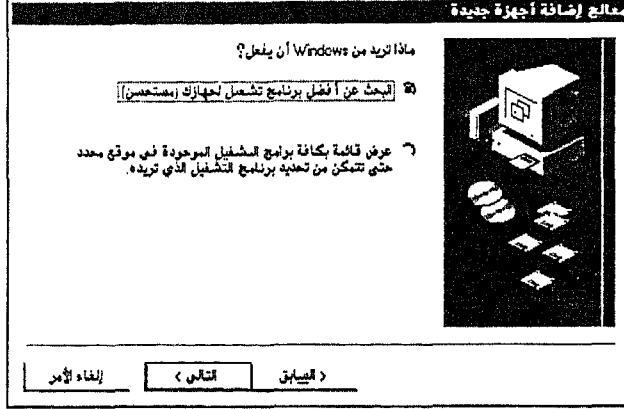 معالج إضافة أجهزة جديدة
ماذا تريد من Windows أن يفعل؟
البحث عن أفضل برنامج تشغيل لجهازك (مستحسن)
عرض قائمة بكافة برامج التشغيل الموجودة في موقع محدد
حتى تتمكن من تحديد برنامج التشغيل الذي تريده.
< السابق
التالي >
إلغاء الأمر